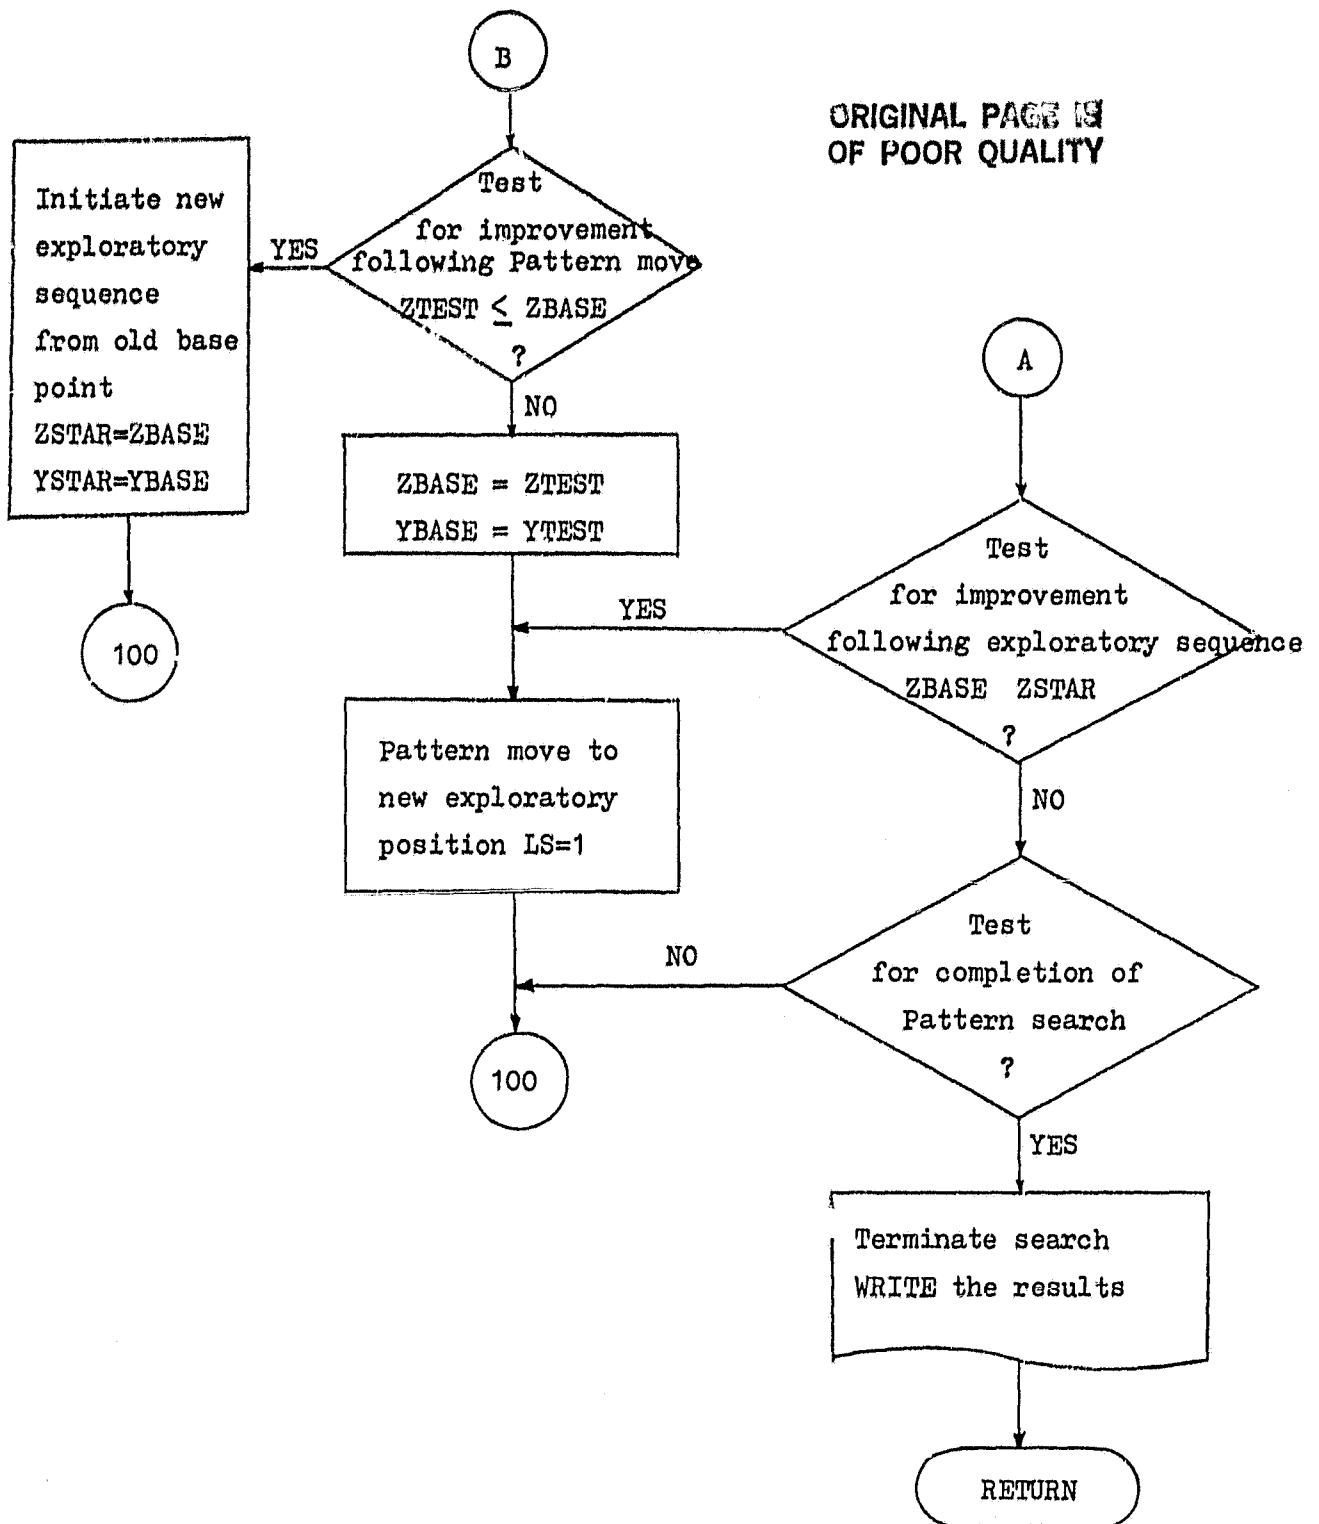 B
ORIGINAL PAGE IS
OF POOR QUALITY
Test
for improvement
following Pattern move
ZTEST ≤ ZBASE
?
YES
Initiate new
exploratory
sequence
from old base
point
ZSTAR=ZBASE
YSTAR=YBASE
100
NO
ZBASE = ZTEST
YBASE = YTEST
A
Test
for improvement
following exploratory sequence
ZBASE ZSTAR
?
YES
Pattern move to
new exploratory
position LS=1
NO
Test
for completion of
Pattern search
?
NO
100
YES
Terminate search
WRITE the results
RETURN